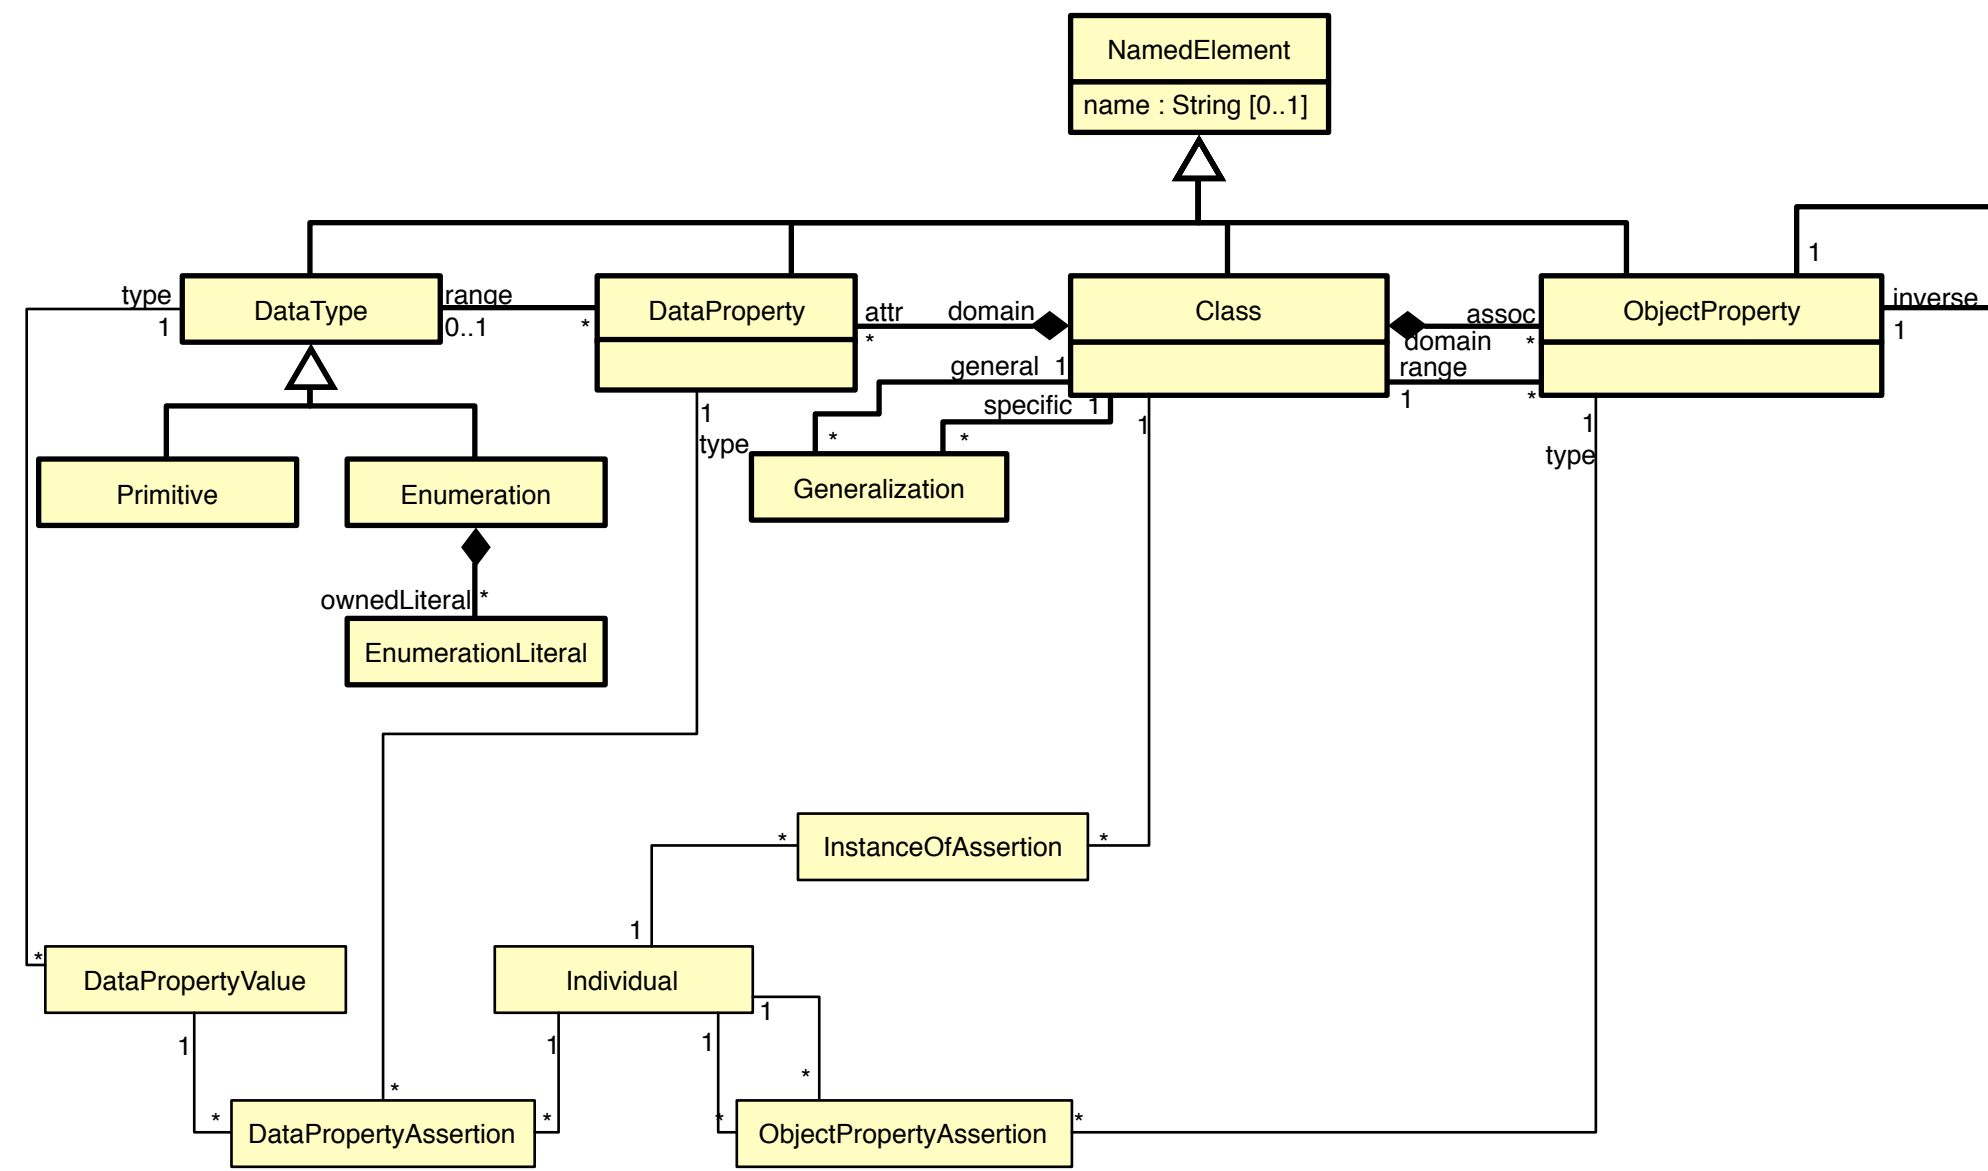 NamedElement
name : String [0..1]
1
type
1
DataType
range
0..1
*
DataProperty
attr
*
domain
Class
assoc
domain
*
ObjectProperty
inverse
1
general 1
range
1
*
specific 1
1
type
*
*
1
1
type
Primitive
Enumeration
Generalization
ownedLiteral *
EnumerationLiteral
* InstanceOfAssertion *
1
*
DataPropertyValue
Individual
1
1
1
1
*
*
* DataPropertyAssertion *
* ObjectPropertyAssertion *